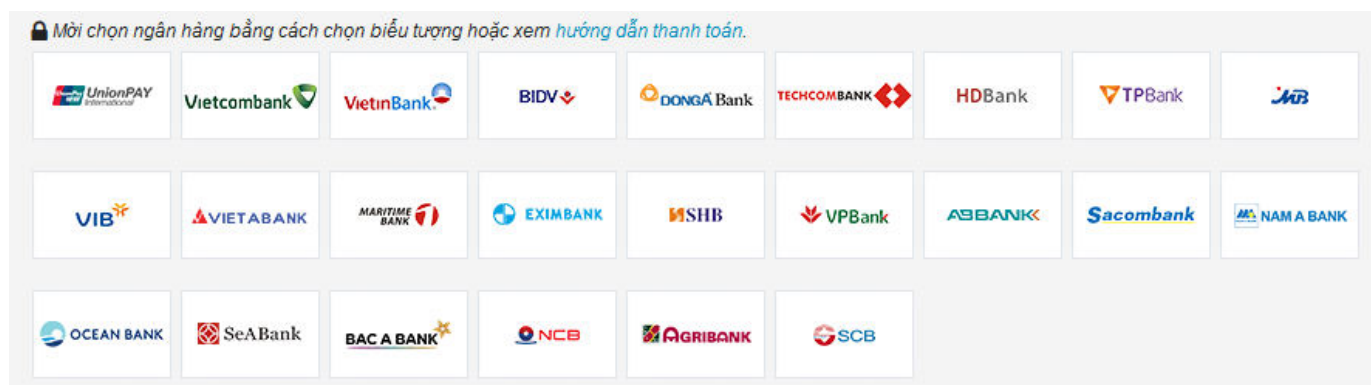 Mời chọn ngân hàng bằng cách chọn biểu tượng hoặc xem hướng dẫn thanh toán.
UnionPay UnionPAY International Vietcombank VietinBank BIDV DONGA Bank TECHCOMBANK HDBank TPBank MB
VIB VIETABANK MARITIME BANK EXIMBANK SHB VPBank ABBANK Sacombank NAM A BANK
OCEAN BANK SeABank BAC A BANK NCB AGRIBANK SCB